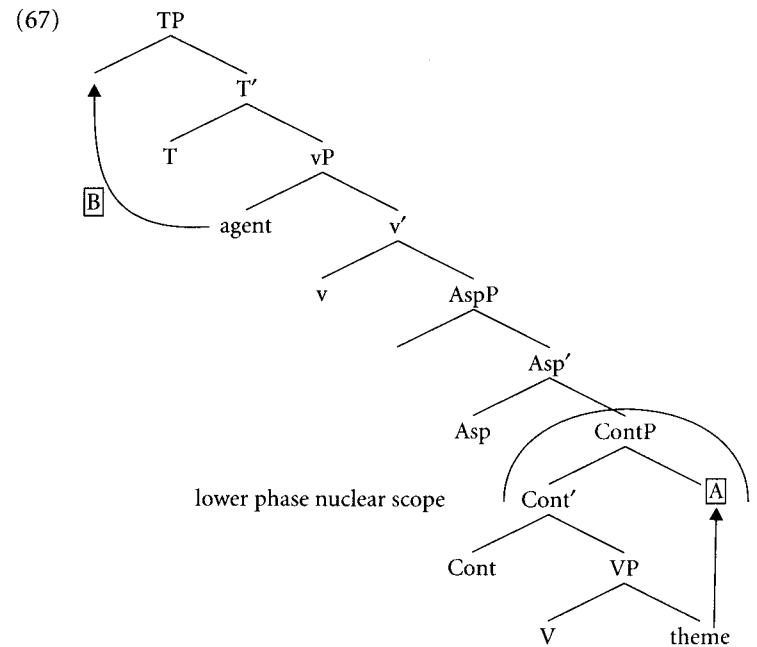 (67) TP
T′
T vP
B
agent v′
v AspP
Asp′
Asp ContP
lower phase nuclear scope Cont′ A
Cont VP
V theme